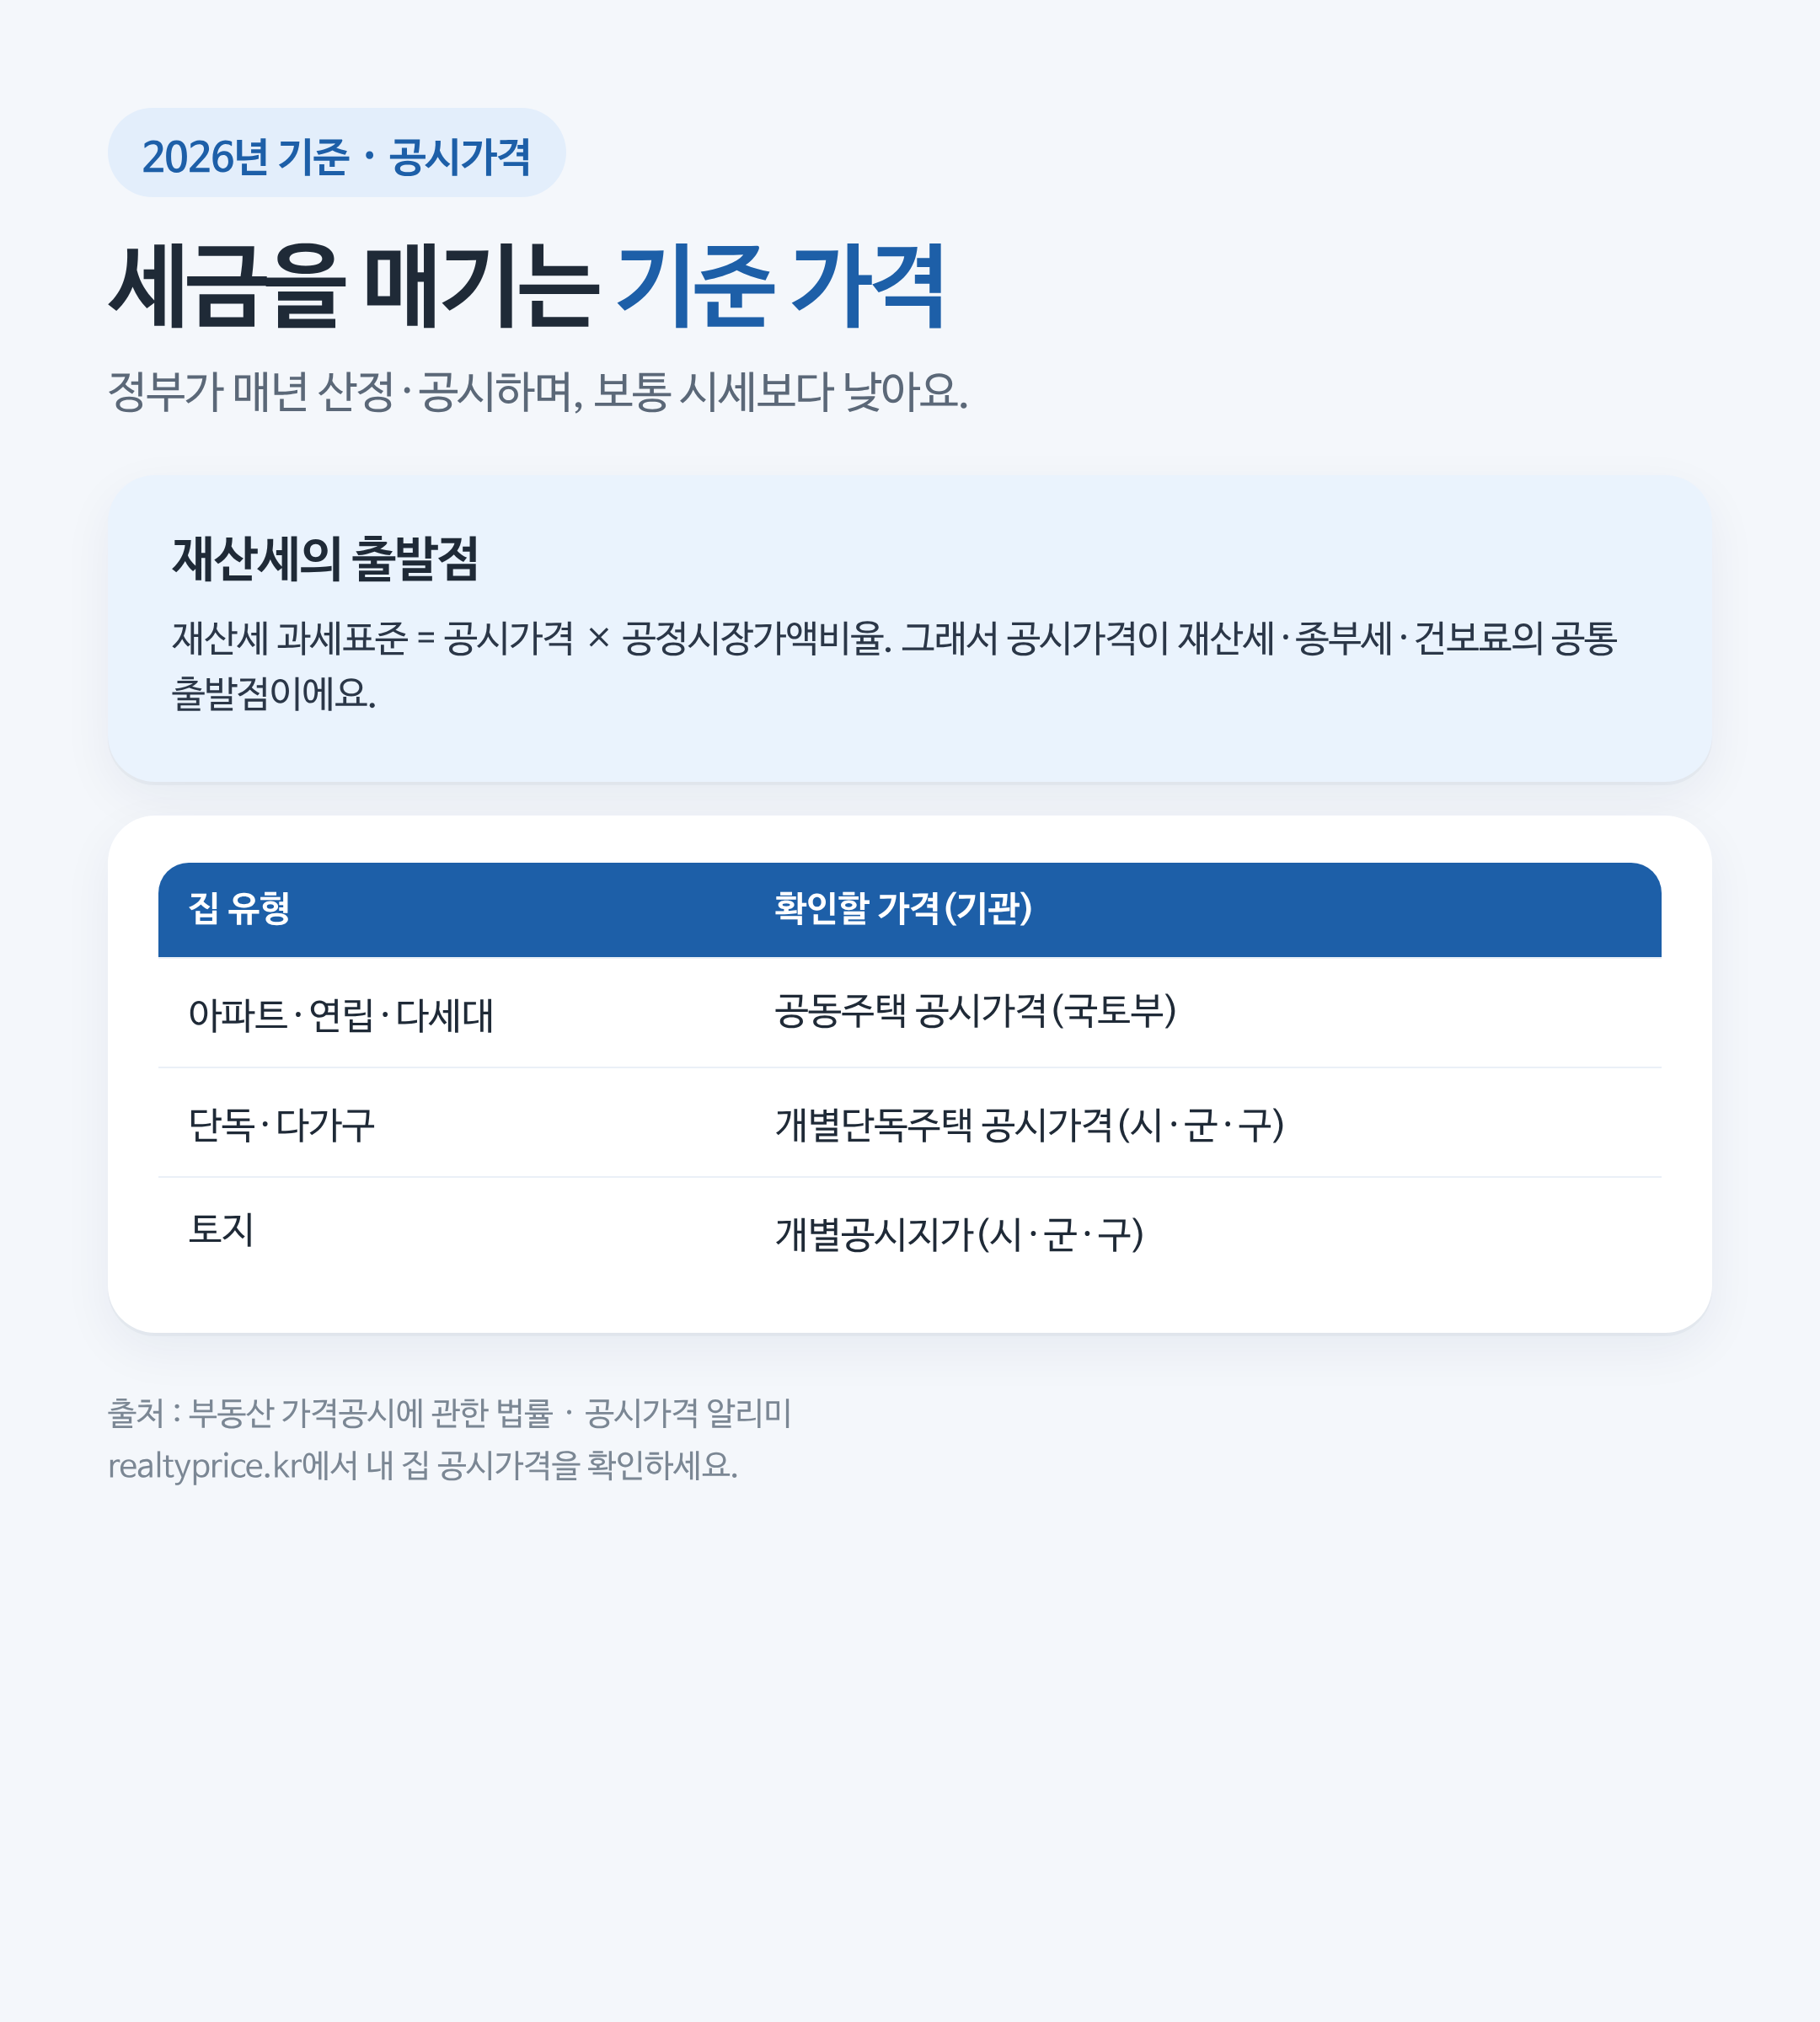 2026년 기준 · 공시가격
세금을 매기는 기준 가격
정부가 매년 산정·공시하며, 보통 시세보다 낮아요.
재산세의 출발점
재산세 과세표준 = 공시가격 × 공정시장가액비율. 그래서 공시가격이 재산세·종부세·건보료의 공통
출발점이에요.
집 유형 확인할 가격(기관)
아파트·연립·다세대 공동주택 공시가격(국토부)
단독·다가구 개별단독주택 공시가격(시·군·구)
토지 개별공시지가(시·군·구)
출처 : 부동산 가격공시에 관한 법률 · 공시가격 알리미
realtyprice.kr에서 내 집 공시가격을 확인하세요.